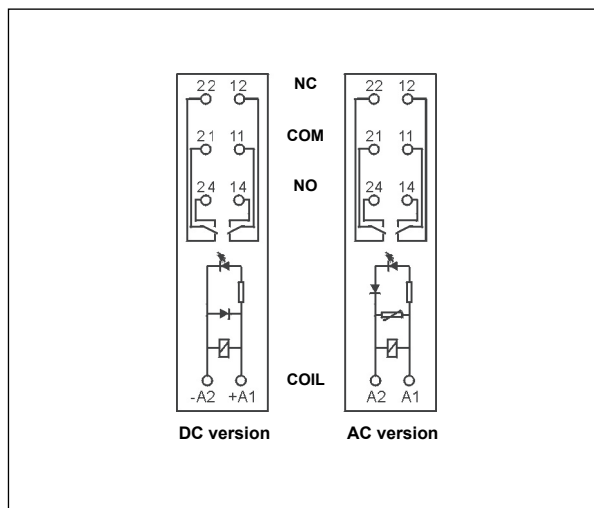 22 12 NC 22 12
21 11 COM 21 11
24 14 NO 24 14
-A2 +A1 COIL A2 A1
DC version AC version